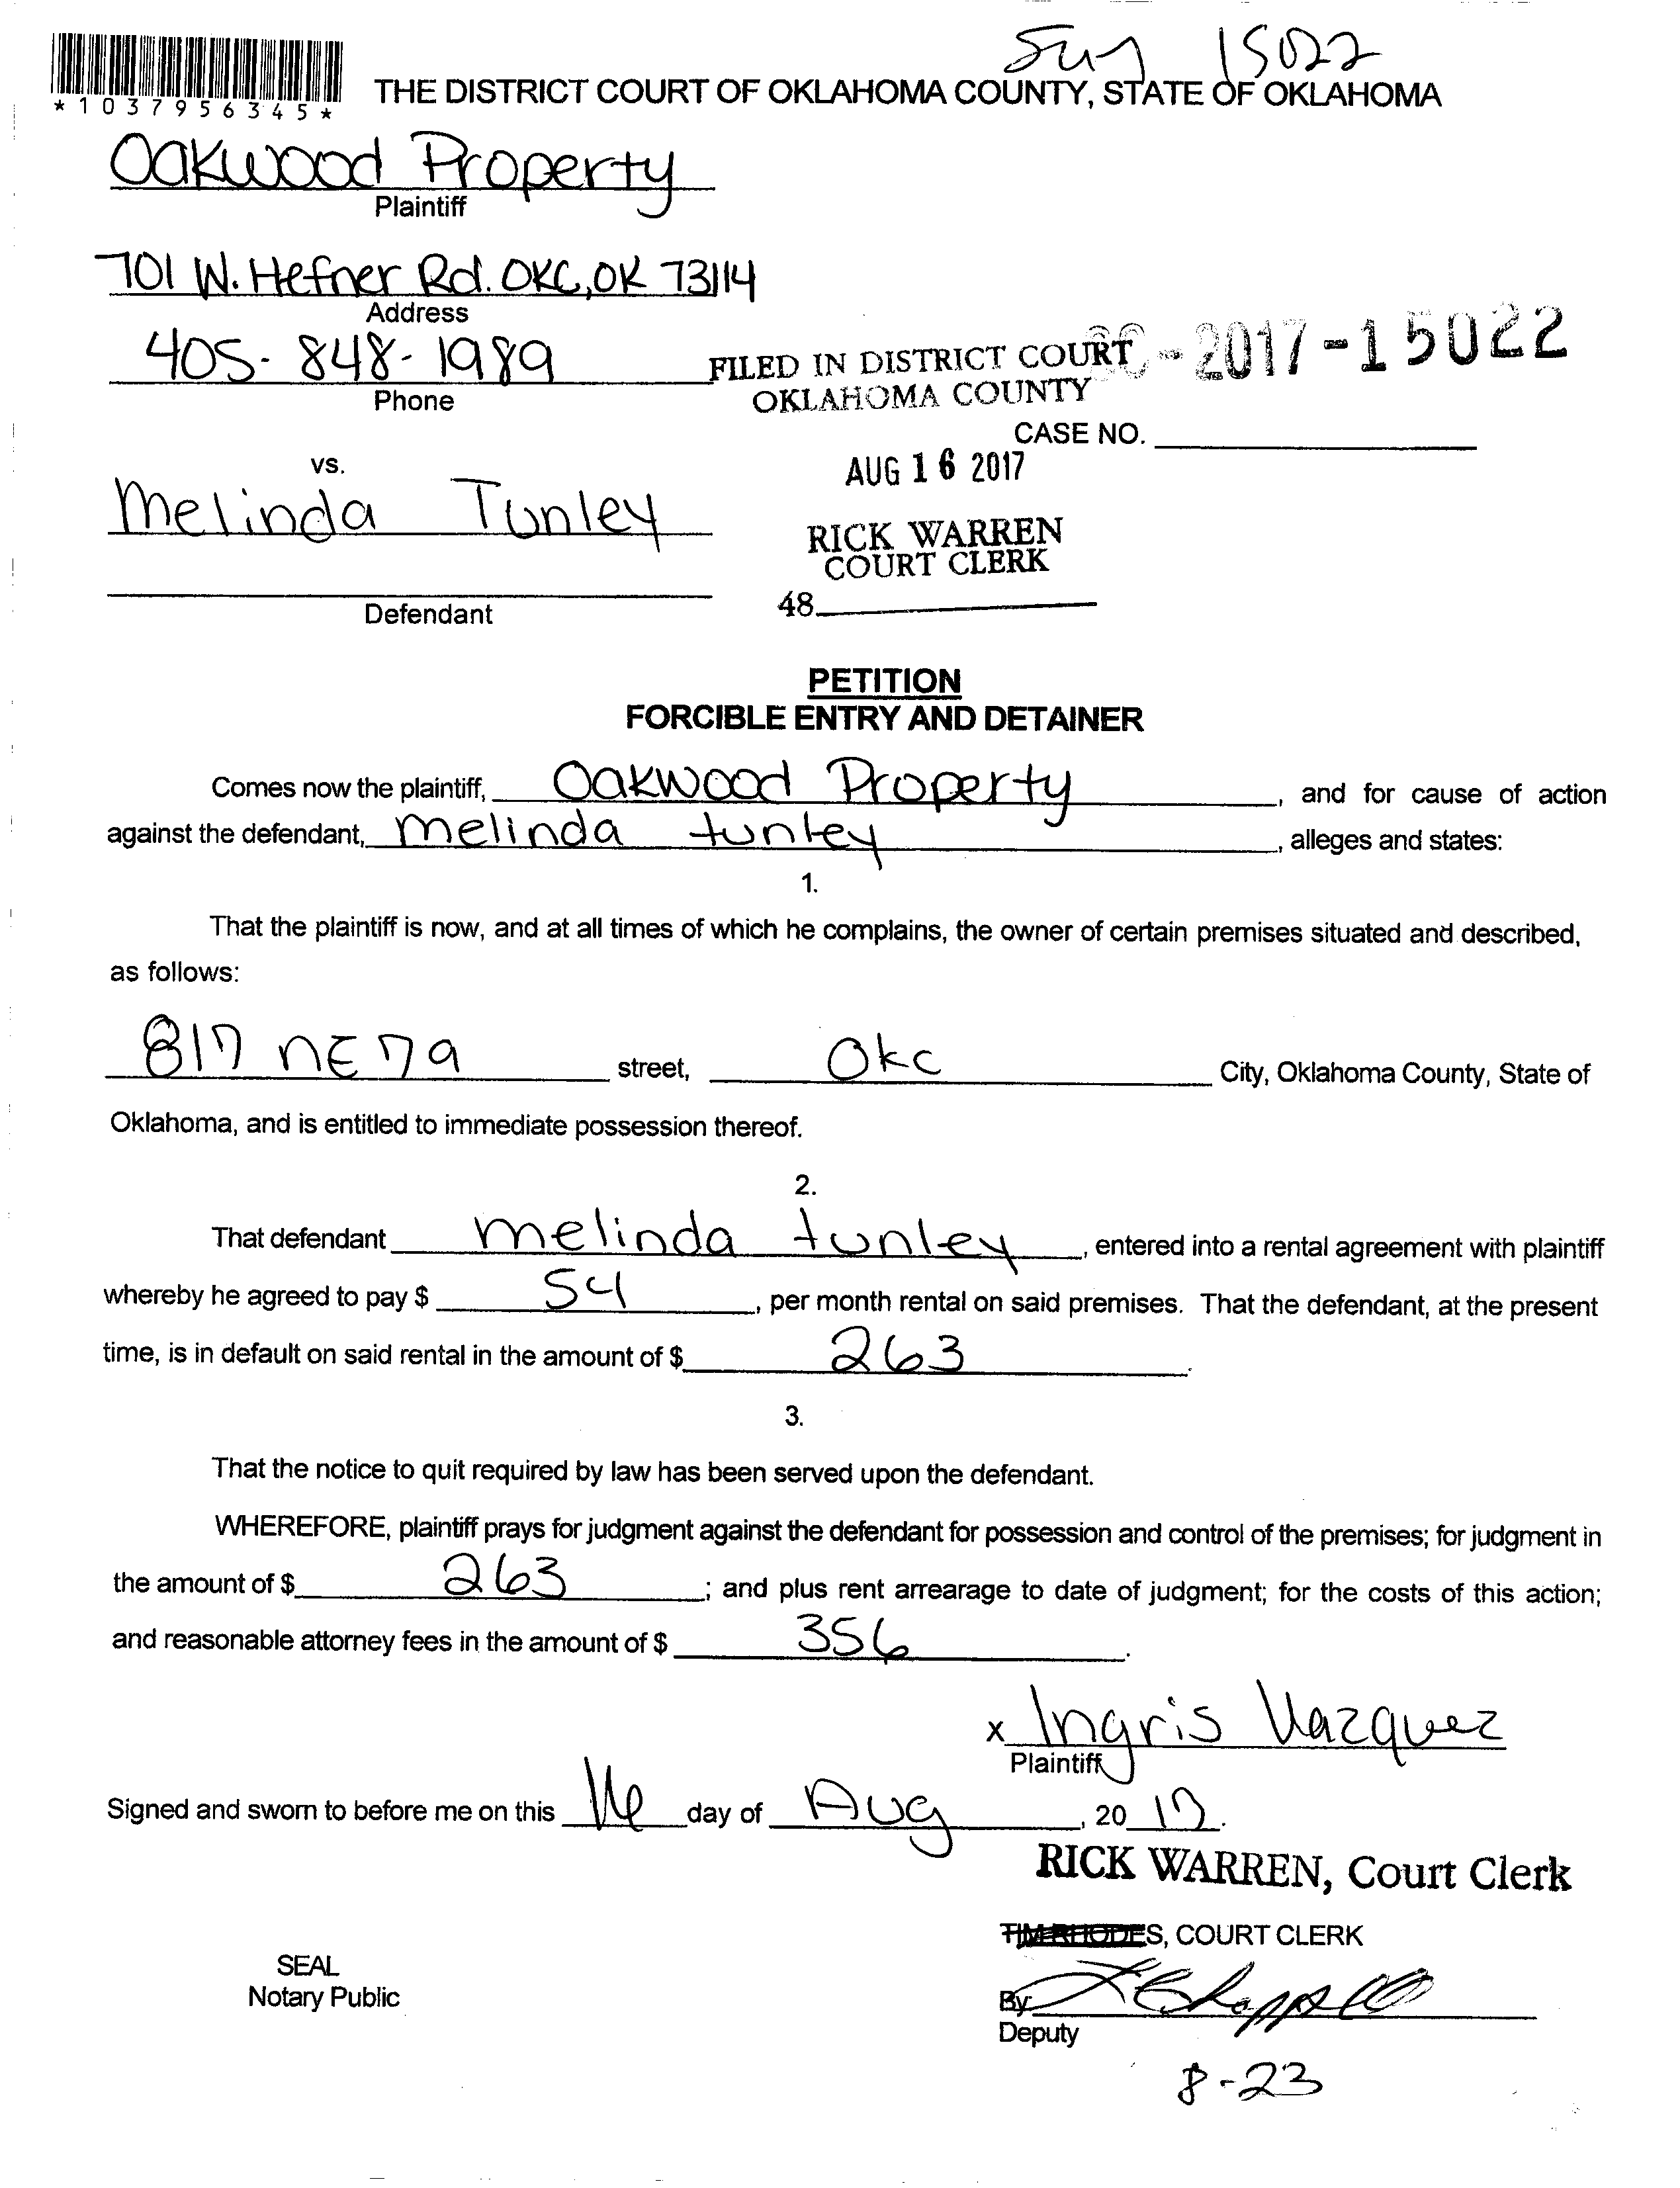 15022
THE DISTRICT COURT OF OKLAHOMA COUNTY, STATE OF OKLAHOMA
*1037956345*
Oakwood Property
Plaintiff
701 W. Hefner Rd. OKC, OK 73114
Address
405-848-1989
Phone
FILED IN DISTRICT COURT
OKLAHOMA COUNTY
-2017-15022
CASE NO.
AUG 16 2017
vs.
Melinda Tunley
RICK WARREN
COURT CLERK
48
Defendant
PETITION
FORCIBLE ENTRY AND DETAINER
Comes now the plaintiff, Oakwood Property, and for cause of action
against the defendant, melinda tunley, alleges and states:
1.
That the plaintiff is now, and at all times of which he complains, the owner of certain premises situated and described,
as follows:
817 NE 79 street, Okc City, Oklahoma County, State of
Oklahoma, and is entitled to immediate possession thereof.
2.
That defendant melinda tunley, entered into a rental agreement with plaintiff
whereby he agreed to pay $ 54, per month rental on said premises. That the defendant, at the present
time, is in default on said rental in the amount of $ 263.
3.
That the notice to quit required by law has been served upon the defendant.
WHEREFORE, plaintiff prays for judgment against the defendant for possession and control of the premises; for judgment in
the amount of $ 263; and plus rent arrearage to date of judgment; for the costs of this action;
and reasonable attorney fees in the amount of $ 356.
x Ingris Vazquez
Plaintiff
Signed and sworn to before me on this 16 day of Aug, 20 17.
RICK WARREN, Court Clerk
TIM RHODES, COURT CLERK
SEAL
Notary Public
By
Deputy
8-23